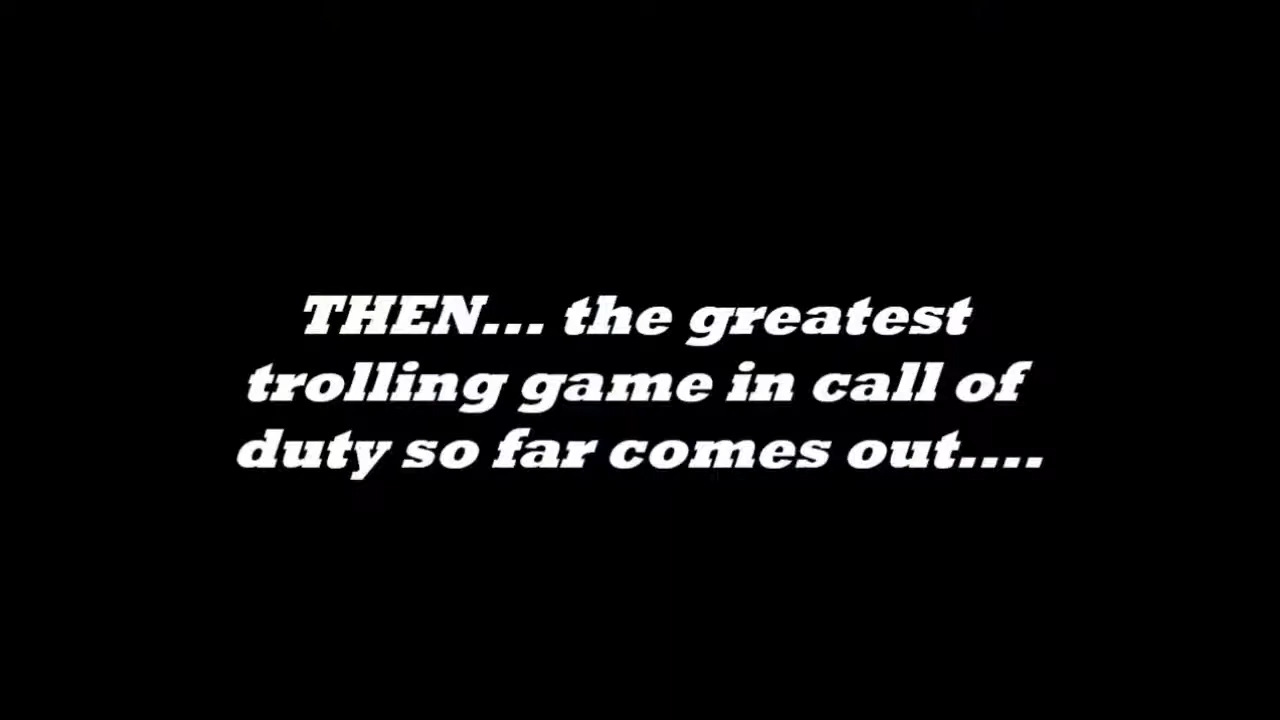 THEN... the greatest
trolling game in call of
duty so far comes out....